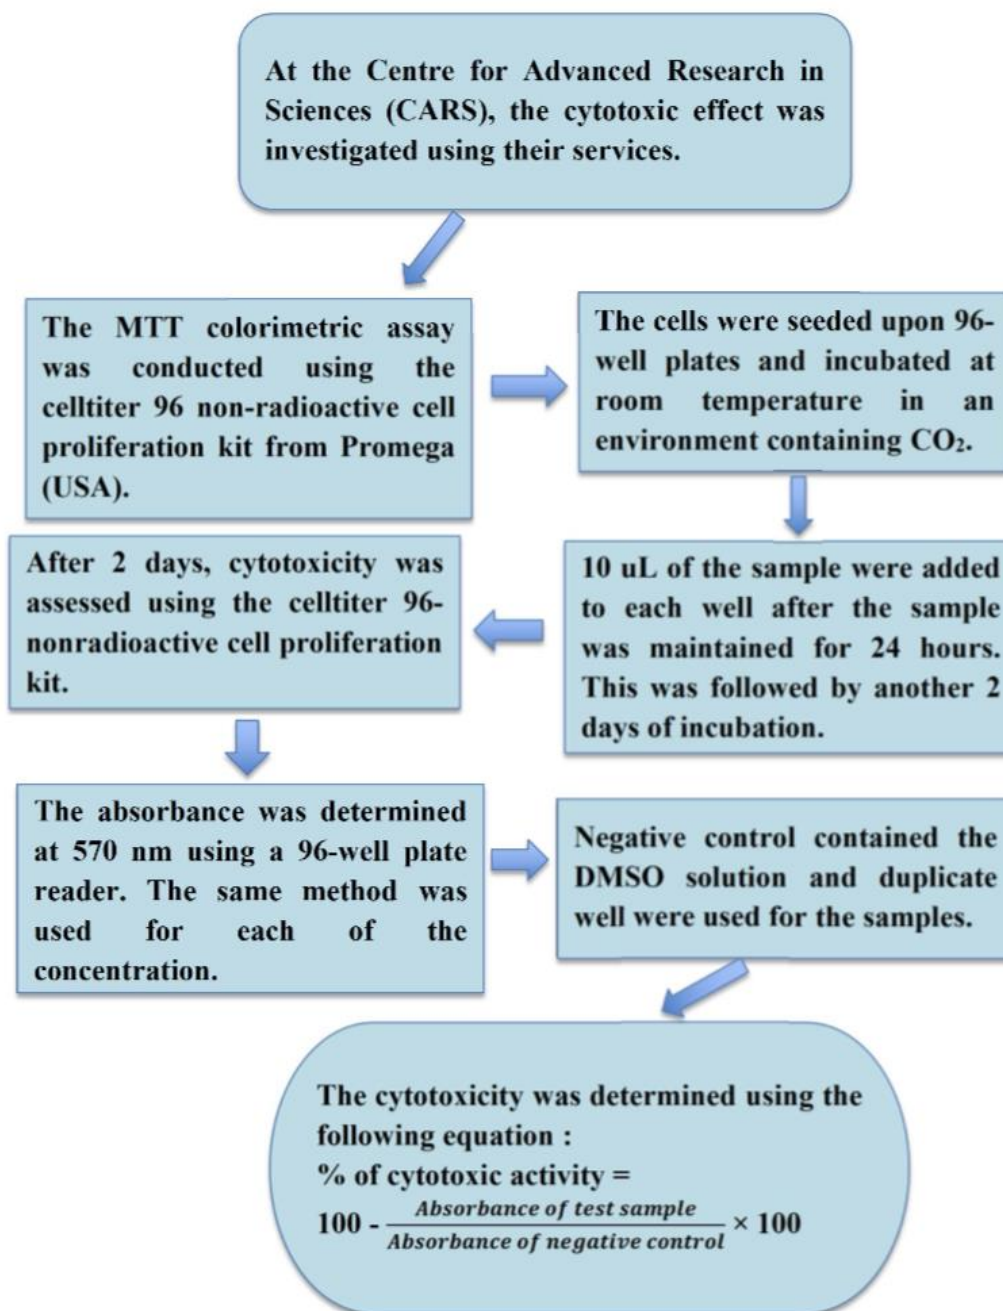 At the Centre for Advanced Research in
Sciences (CARS), the cytotoxic effect was
investigated using their services.
The MTT colorimetric assay
was conducted using the
celltiter 96 non-radioactive cell
proliferation kit from Promega
(USA).
The cells were seeded upon 96-
well plates and incubated at
room temperature in an
environment containing CO₂.
10 uL of the sample were added
to each well after the sample
was maintained for 24 hours.
This was followed by another 2
days of incubation.
After 2 days, cytotoxicity was
assessed using the celltiter 96-
nonradioactive cell proliferation
kit.
The absorbance was determined
at 570 nm using a 96-well plate
reader. The same method was
used for each of the
concentration.
Negative control contained the
DMSO solution and duplicate
well were used for the samples.
The cytotoxicity was determined using the
following equation :
% of cytotoxic activity =
100 - Absorbance of test sample / Absorbance of negative control × 100